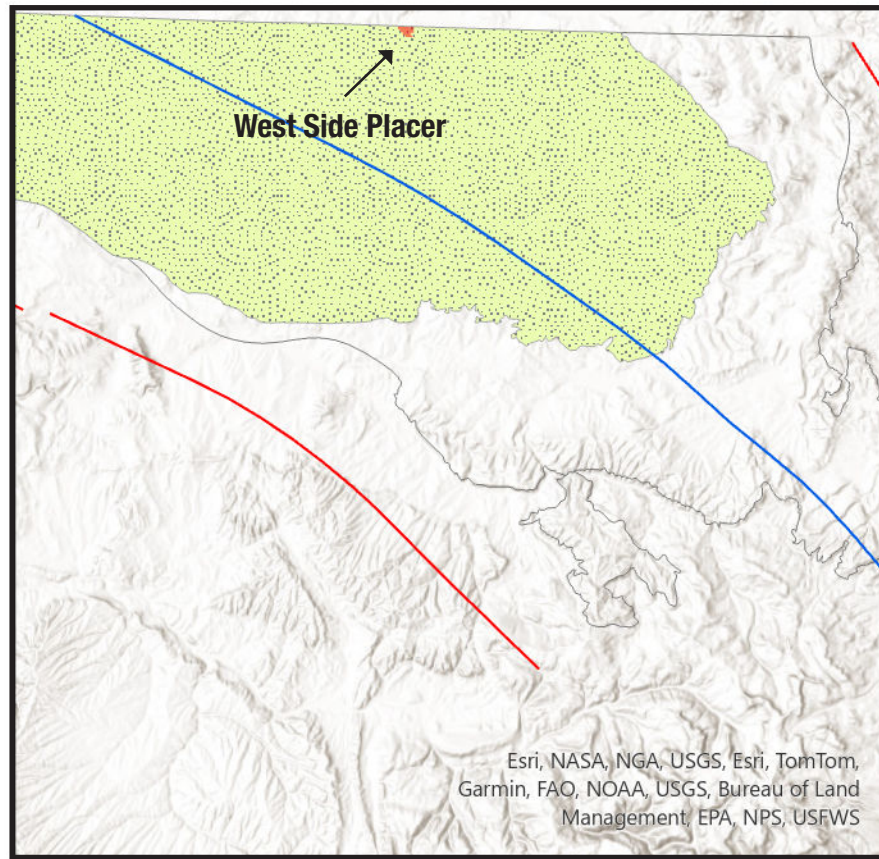 West Side Placer
Esri, NASA, NGA, USGS, Esri, TomTom,
Garmin, FAO, NOAA, USGS, Bureau of Land
Management, EPA, NPS, USFWS